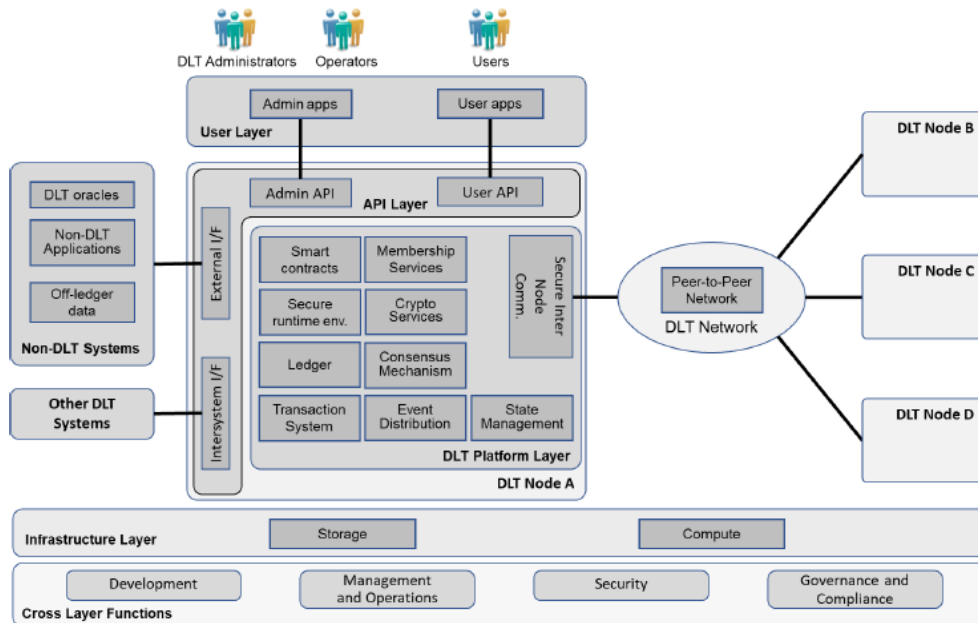 DLT Administrators
Operators
Users
Admin apps
User apps
User Layer
DLT Node B
DLT oracles
Non-DLT
Applications
Off-ledger
data
Non-DLT Systems
Other DLT
Systems
Admin API
User API
API Layer
External I/F
Intersystem I/F
Smart
contracts
Membership
Services
Secure
runtime env.
Crypto
Services
Ledger
Consensus
Mechanism
Transaction
System
Event
Distribution
State
Management
Secure Inter
Node
Comm.
DLT Platform Layer
DLT Node A
Peer-to-Peer
Network
DLT Network
DLT Node C
DLT Node D
Infrastructure Layer
Storage
Compute
Development
Management
and Operations
Security
Governance and
Compliance
Cross Layer Functions